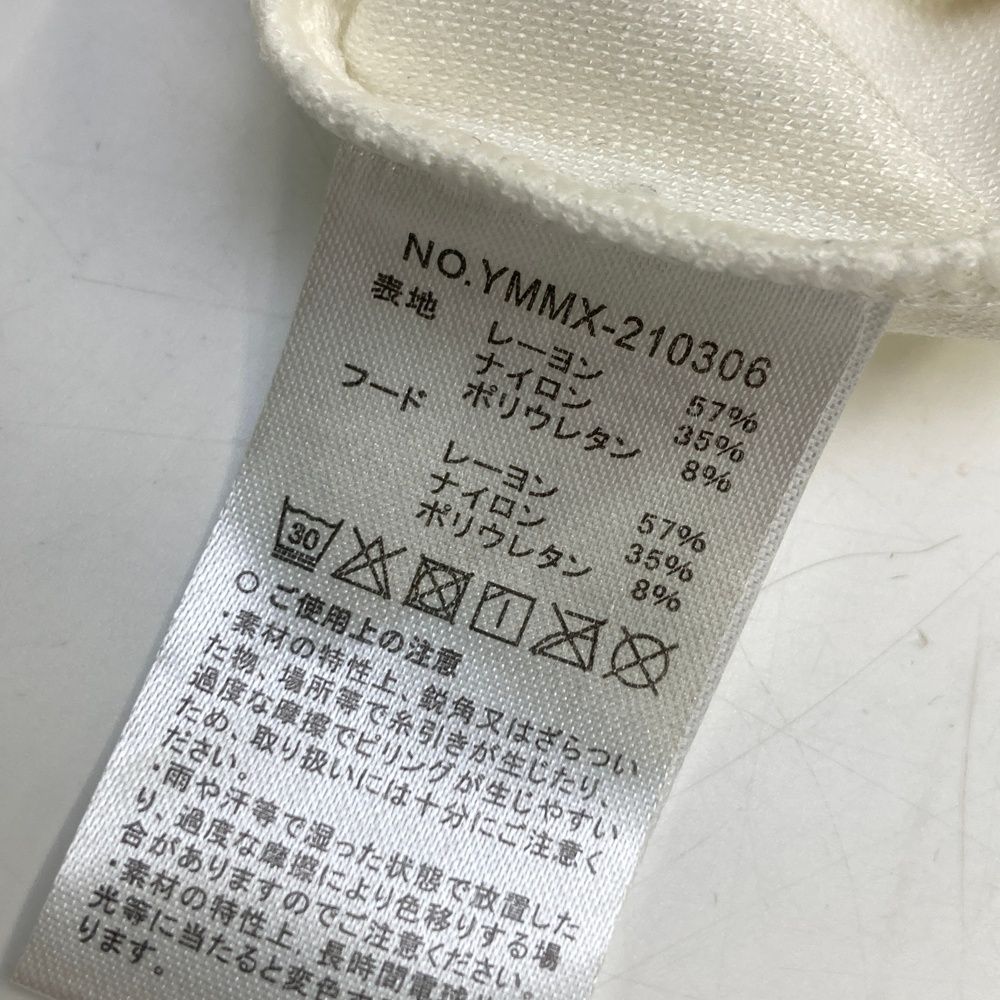 NO.YMMX-210306
表地
レーヨン 57%
ナイロン 35%
ポリウレタン 8%
フード
レーヨン 57%
ナイロン 35%
ポリウレタン 8%
30
○ ご使用上の注意
・素材の特性上、鋭角又はざらつい
た物、場所等で糸引きが生じたり、
過度な摩擦でピリングが生じやすい
ため、取り扱いには十分にご注意く
ださい。
・雨や汗等で湿った状態で放置した
り、過度な摩擦により色移りする場
合がありますのでご注意ください。
・素材の特性上、長時間電球
光等に当たると変色す
ります。